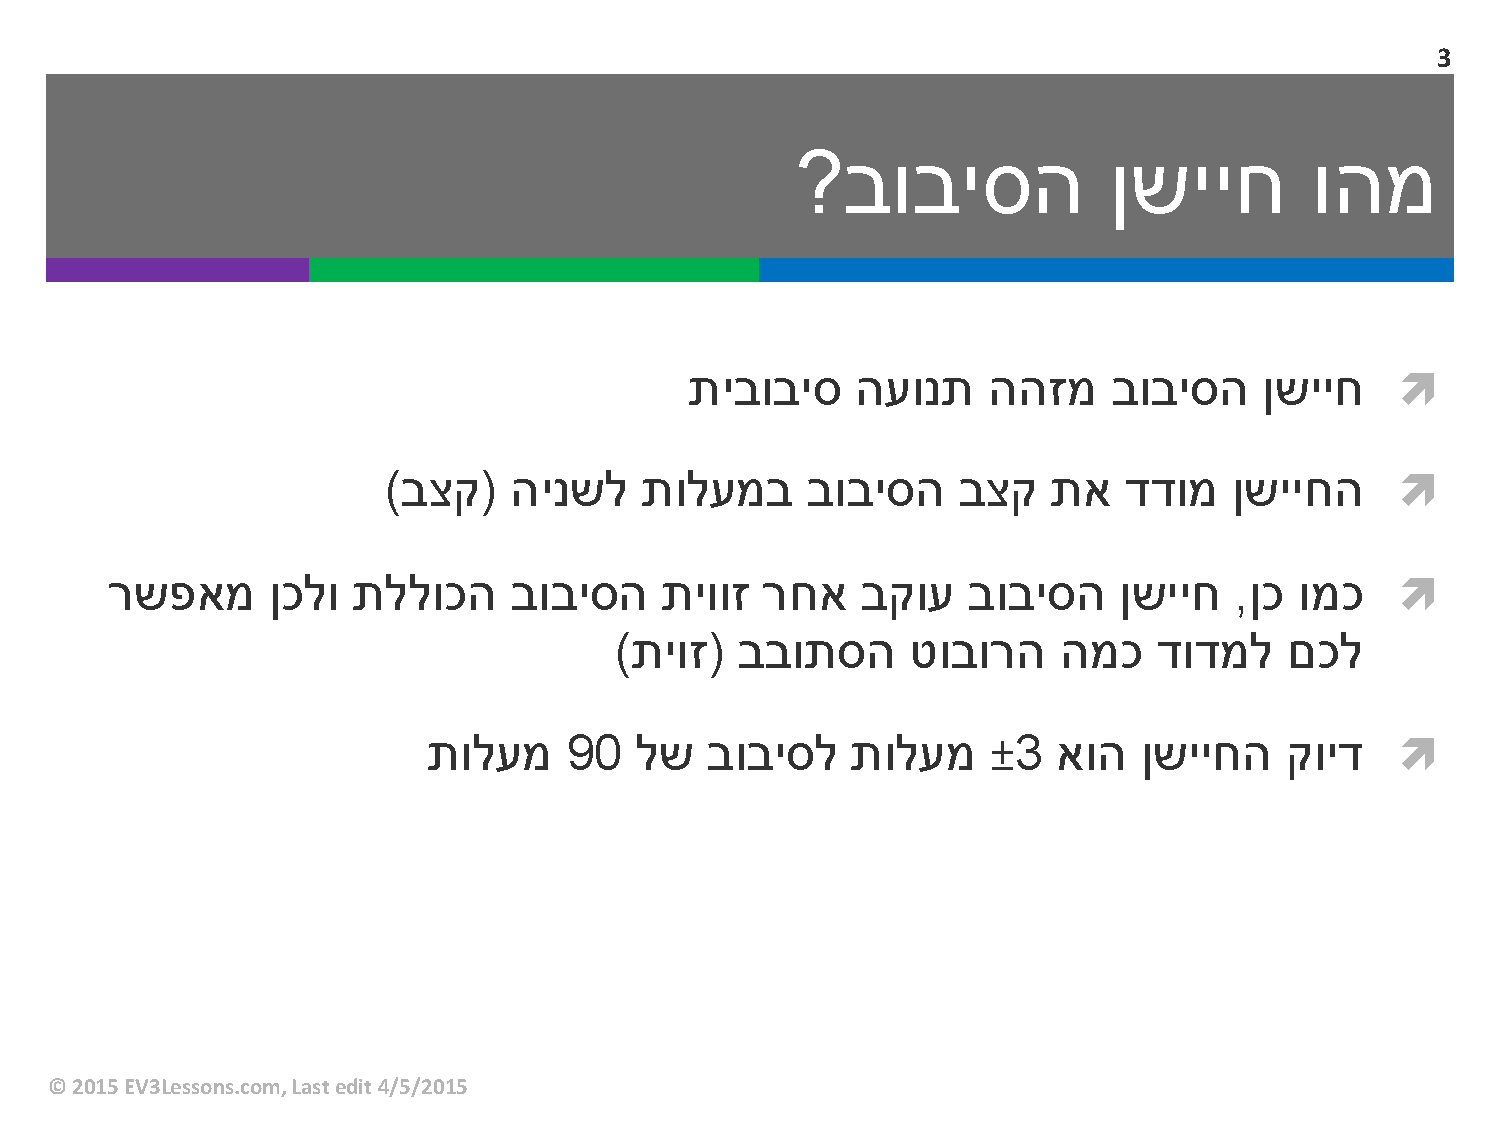 3
מהו חיישן הסיבוב?
חיישן הסיבוב מזהה תנועה סיבובית
החיישן מודד את קצב הסיבוב במעלות לשניה (קצב)
כמו כן, חיישן הסיבוב עוקב אחר זווית הסיבוב הכוללת ולכן מאפשר
לכם למדוד כמה הרובוט הסתובב (זוית)
דיוק החיישן הוא ±3 מעלות לסיבוב של 90 מעלות
© 2015 EV3Lessons.com, Last edit 4/5/2015